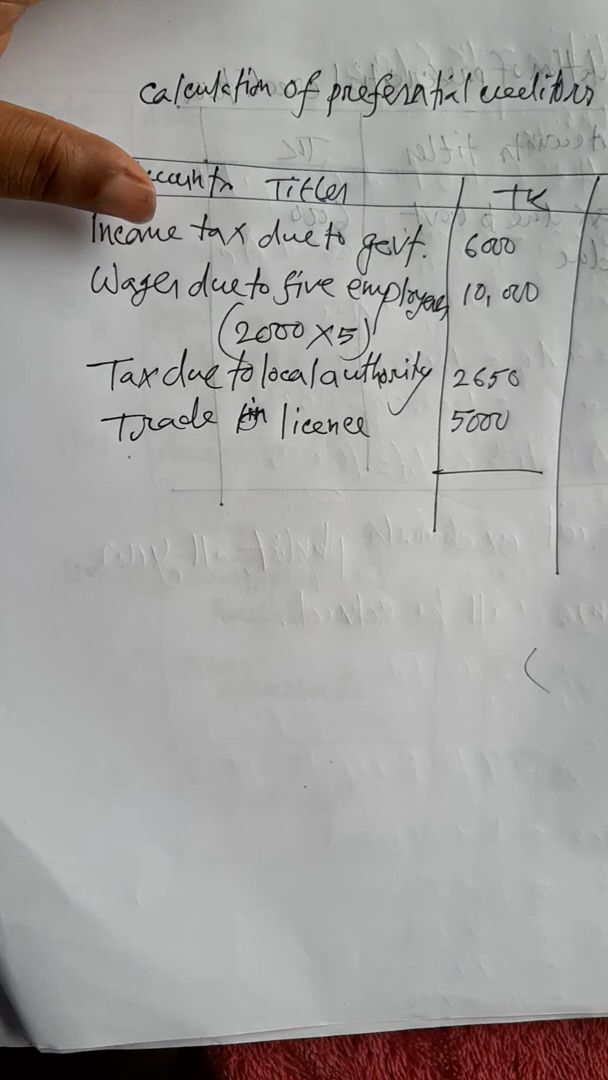 calculation of preferential creditors
ccounts Titles TK
Income tax due to govt. 6000
Wages due to five employees 10,000
(2000 X 5)
Tax due to local authority 2650
Trade licence 5000